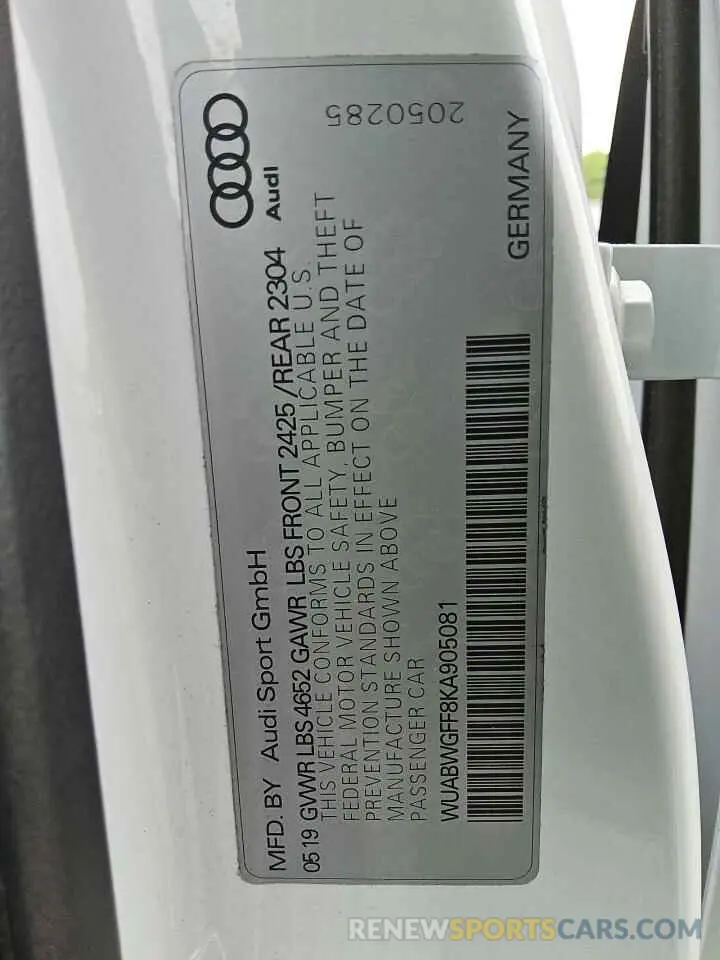 MFD. BY Audi Sport GmbH
Audi
05 19 GVWR LBS 4652 GAWR LBS FRONT 2425 /REAR 2304
THIS VEHICLE CONFORMS TO ALL APPLICABLE U.S.
FEDERAL MOTOR VEHICLE SAFETY, BUMPER AND THEFT
PREVENTION STANDARDS IN EFFECT ON THE DATE OF
MANUFACTURE SHOWN ABOVE
PASSENGER CAR
WUABWGFF8KA905081
GERMANY
2050285
RENEWSPORTSCARS.COM